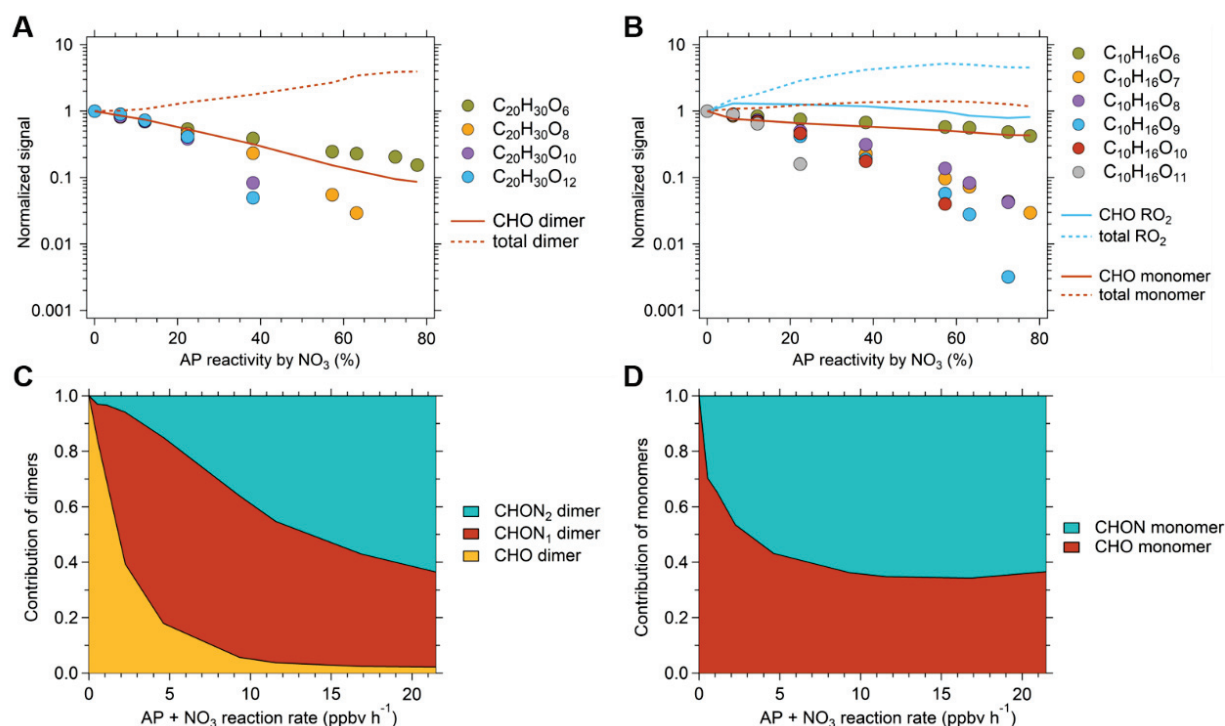 A
Normalized signal
10
1
0.1
0.01
0.001
0
20
40
60
80
AP reactivity by NO₃ (%)
C₂₀H₃₀O₆
C₂₀H₃₀O₈
C₂₀H₃₀O₁₀
C₂₀H₃₀O₁₂
CHO dimer
total dimer
B
Normalized signal
10
1
0.1
0.01
0.001
0
20
40
60
80
AP reactivity by NO₃ (%)
C₁₀H₁₆O₆
C₁₀H₁₆O₇
C₁₀H₁₆O₈
C₁₀H₁₆O₉
C₁₀H₁₆O₁₀
C₁₀H₁₆O₁₁
CHO RO₂
total RO₂
CHO monomer
total monomer
C
Contribution of dimers
1.0
0.8
0.6
0.4
0.2
0.0
0
5
10
15
20
AP + NO₃ reaction rate (ppbv h⁻¹)
CHON₂ dimer
CHON₁ dimer
CHO dimer
D
Contribution of monomers
1.0
0.8
0.6
0.4
0.2
0.0
0
5
10
15
20
AP + NO₃ reaction rate (ppbv h⁻¹)
CHON monomer
CHO monomer